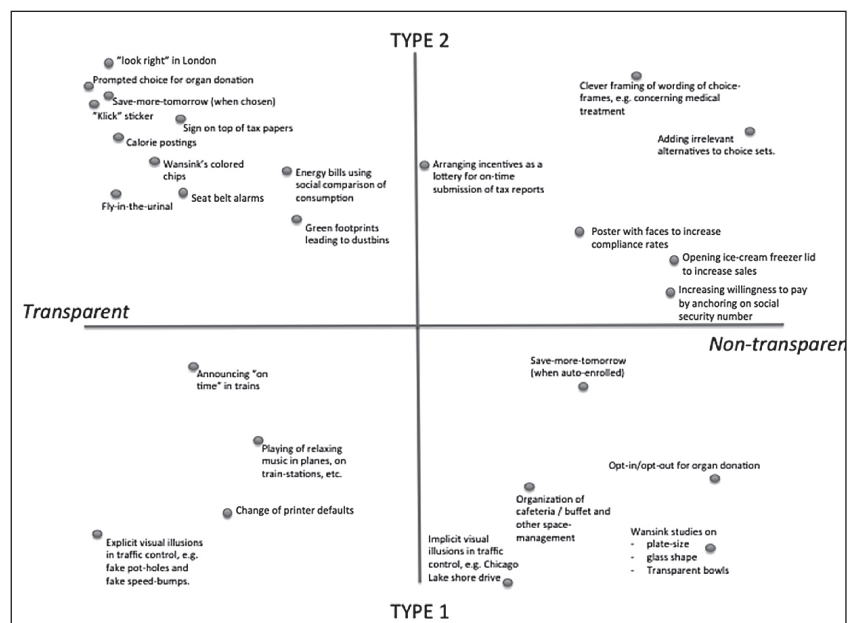 TYPE 2
"look right" in London
Prompted choice for organ donation
Save-more-tomorrow (when chosen)
"Klick" sticker
Sign on top of tax papers
Calorie postings
Wansink's colored
chips
Fly-in-the-urinal
Seat belt alarms
Energy bills using
social comparison of
consumption
Green footprints
leading to dustbins
Clever framing of wording of choice-
frames, e.g. concerning medical
treatment
Adding irrelevant
alternatives to choice sets.
Arranging incentives as a
lottery for on-time
submission of tax reports
Poster with faces to increase
compliance rates
Opening ice-cream freezer lid
to increase sales
Increasing willingness to pay
by anchoring on social
security number
Transparent
Non-transparen
Announcing "on
time" in trains
Playing of relaxing
music in planes, on
train-stations, etc.
Change of printer defaults
Explicit visual illusions
in traffic control, e.g.
fake pot-holes and
fake speed-bumps.
Save-more-tomorrow
(when auto-enrolled)
Opt-in/opt-out for organ donation
Organization of
cafeteria / buffet and
other space-
management
Implicit visual
illusions in traffic
control, e.g. Chicago
Lake shore drive
Wansink studies on
- plate-size
- glass shape
- Transparent bowls
TYPE 1